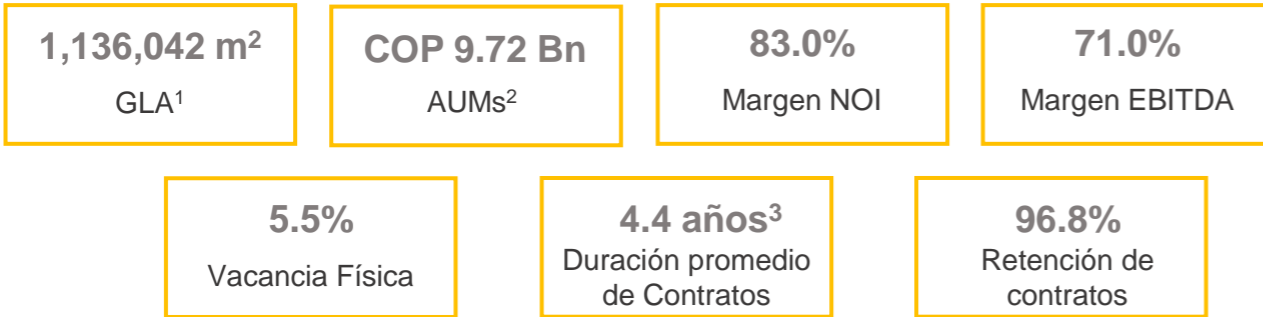 1,136,042 m²
GLA¹
COP 9.72 Bn
AUMs²
83.0%
Margen NOI
71.0%
Margen EBITDA
5.5%
Vacancia Física
4.4 años³
Duración promedio
de Contratos
96.8%
Retención de
contratos